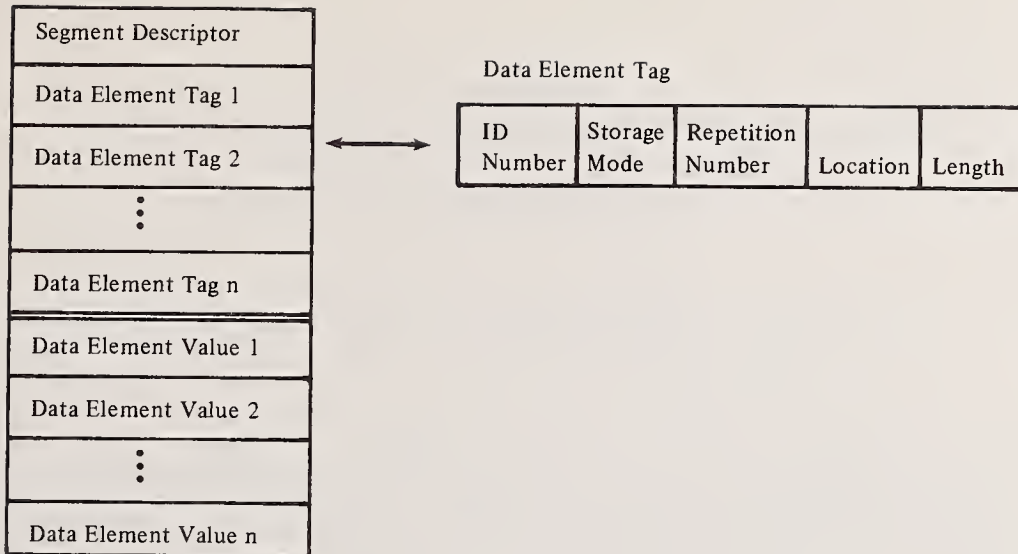 Segment Descriptor
Data Element Tag 1
Data Element Tag 2
Data Element Tag n
Data Element Value 1
Data Element Value 2
Data Element Value n
Data Element Tag
ID Number
Storage Mode
Repetition Number
Location
Length